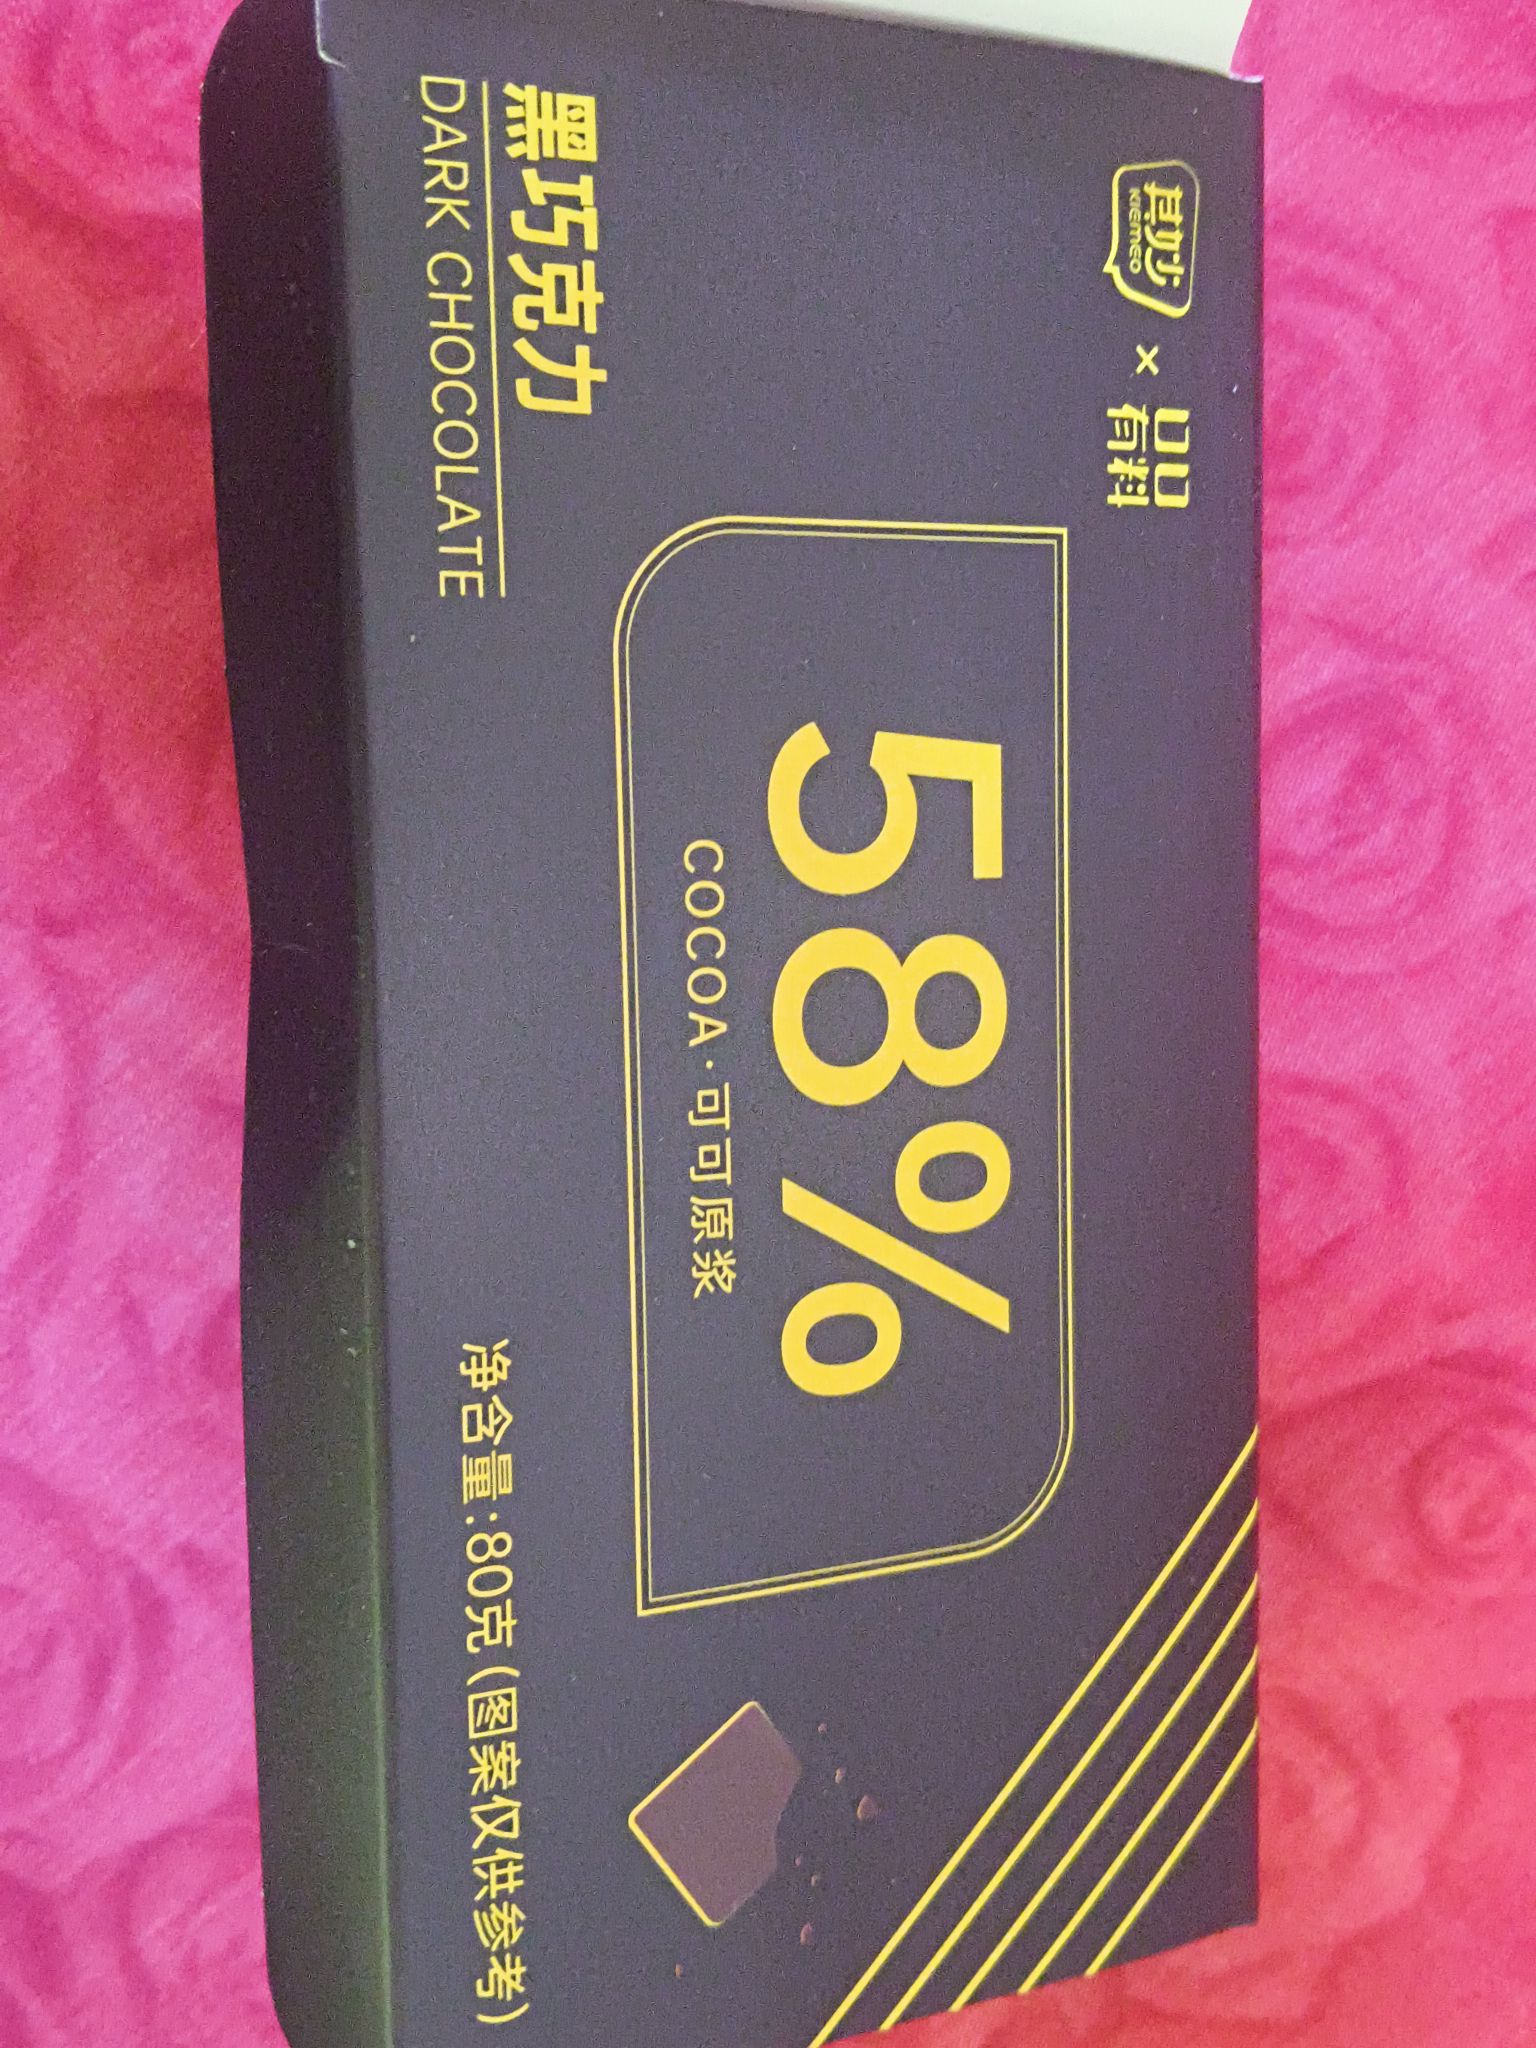 其妙
KIEMEO
×
品
有料
58%
COCOA·可可原浆
黑巧克力
DARK CHOCOLATE
净含量:80克(图案仅供参考)